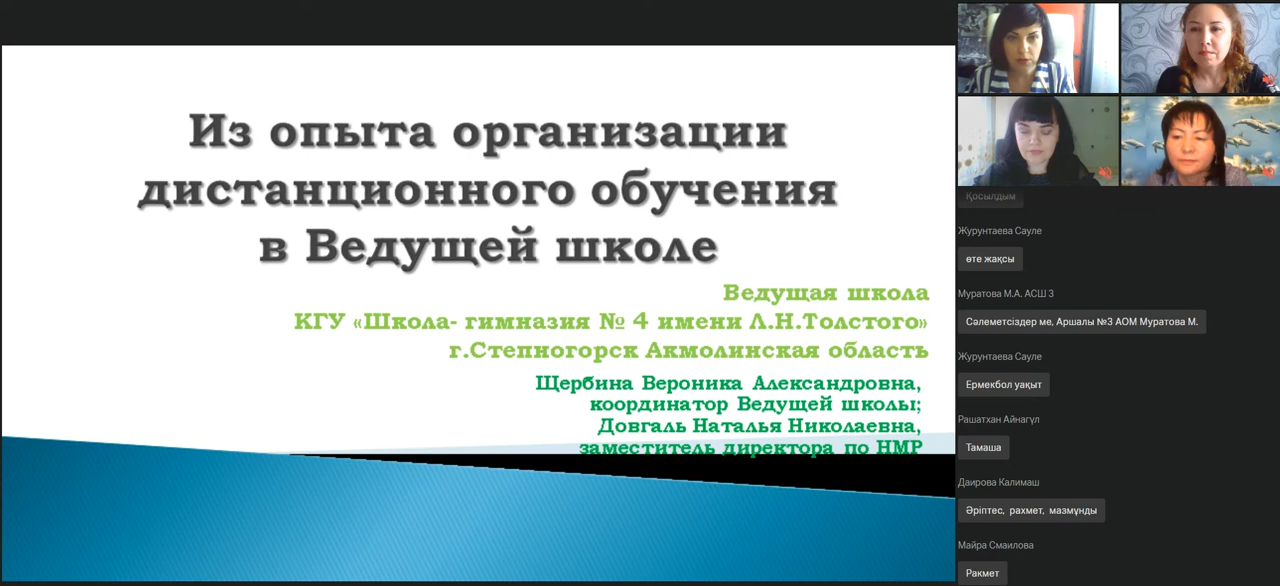 Из опыта организации
дистанционного обучения
в Ведущей школе
Ведущая школа
КГУ «Школа- гимназия № 4 имени Л.Н.Толстого»
г.Степногорск Акмолинская область
Щербина Вероника Александровна,
координатор Ведущей школы;
Довгаль Наталья Николаевна,
заместитель директора по НМР
Қосылдым
Журунтаева Сауле
өте жақсы
Муратова М.А. АСШ 3
Сәлеметсіздер ме, Аршалы №3 АОМ Муратова М.
Журунтаева Сауле
Ермекбол уақыт
Рашатхан Айнагүл
Тамаша
Даирова Калимаш
Әріптес, рахмет, мазмұнды
Майра Смаилова
Ракмет